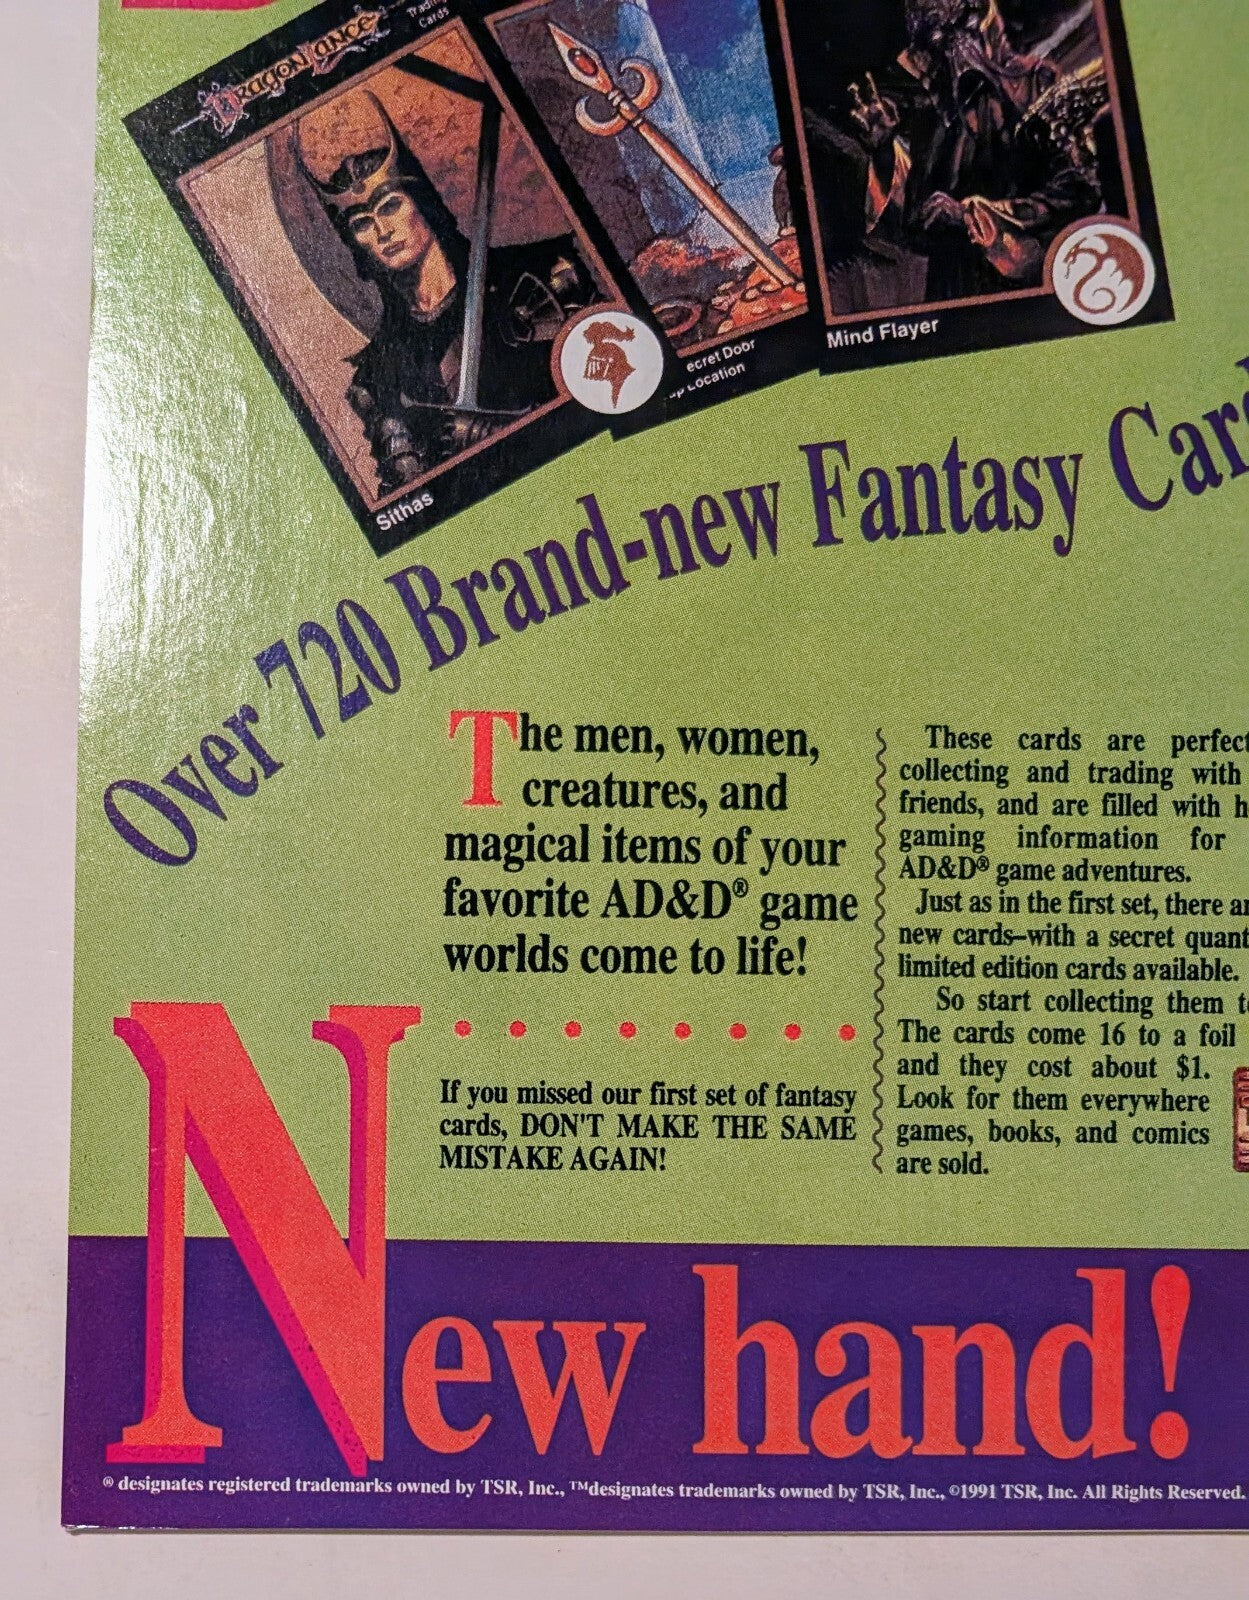 DRAGONLANCE
Trading
Cards
Sithas
ecret Door
Location
Mind Flayer
Over 720 Brand-new Fantasy Car
The men, women,
creatures, and
magical items of your
favorite AD&D® game
worlds come to life!
If you missed our first set of fantasy
cards, DON'T MAKE THE SAME
MISTAKE AGAIN!
These cards are perfect
collecting and trading with
friends, and are filled with h
gaming information for
AD&D® game adventures.
Just as in the first set, there ar
new cards–with a secret quant
limited edition cards available.
So start collecting them t
The cards come 16 to a foil
and they cost about $1.
Look for them everywhere
games, books, and comics
are sold.
New hand!
® designates registered trademarks owned by TSR, Inc., ™designates trademarks owned by TSR, Inc., ©1991 TSR, Inc. All Rights Reserved.